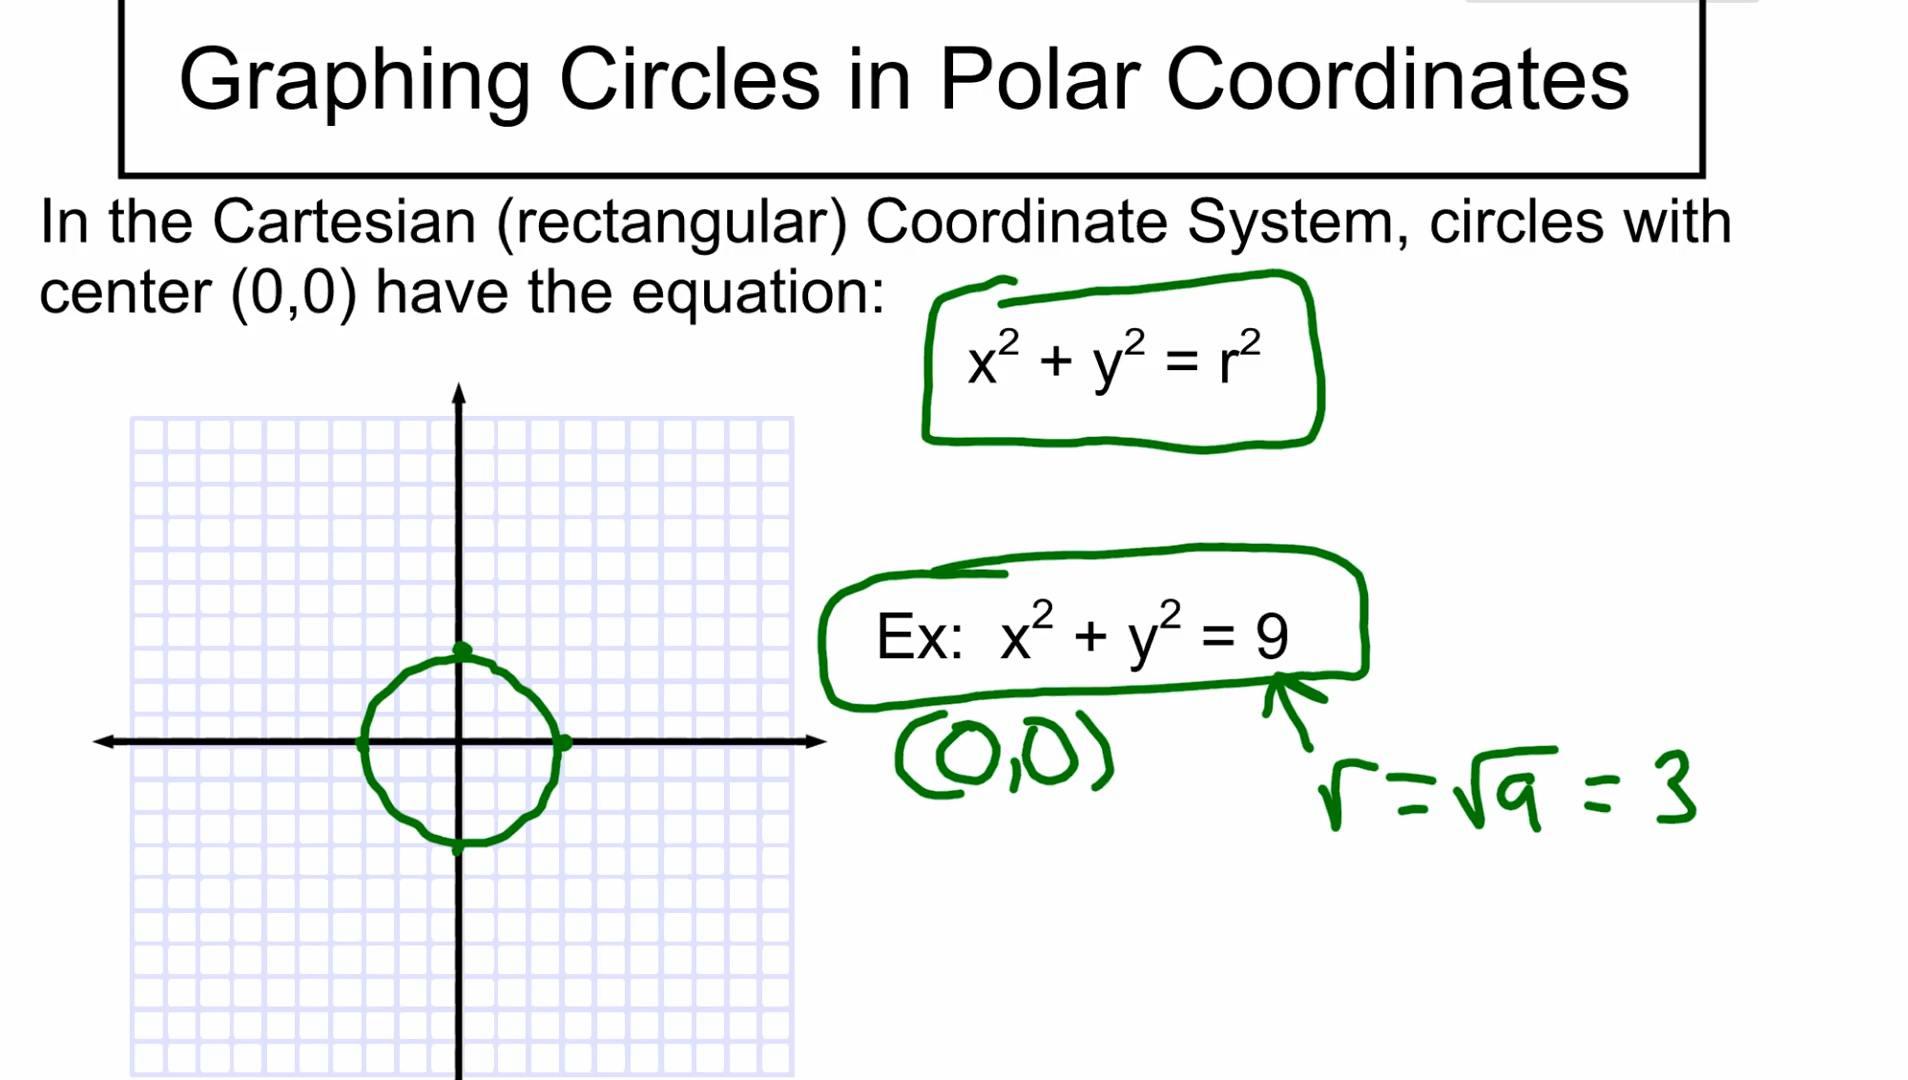 Graphing Circles in Polar Coordinates
In the Cartesian (rectangular) Coordinate System, circles with
center (0,0) have the equation:
x² + y² = r²
Ex: x² + y² = 9
(0,0)
r = √9 = 3